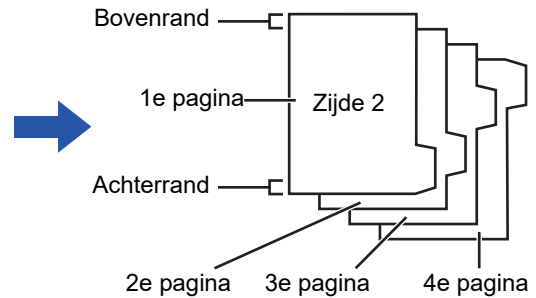 Bovenrand
1e pagina
Zijde 2
Achterrand
2e pagina
3e pagina
4e pagina